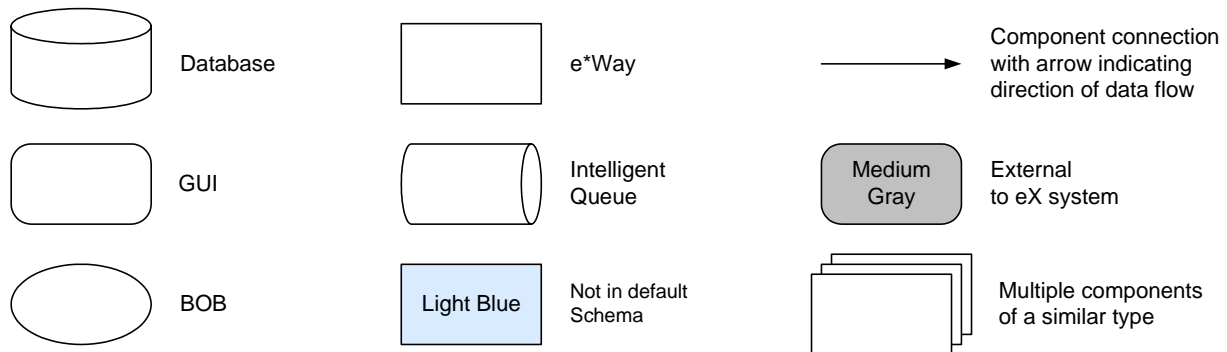 Database
e*Way
Component connection
with arrow indicating
direction of data flow
GUI
Intelligent
Queue
Medium
Gray
External
to eX system
BOB
Light Blue
Not in default
Schema
Multiple components
of a similar type